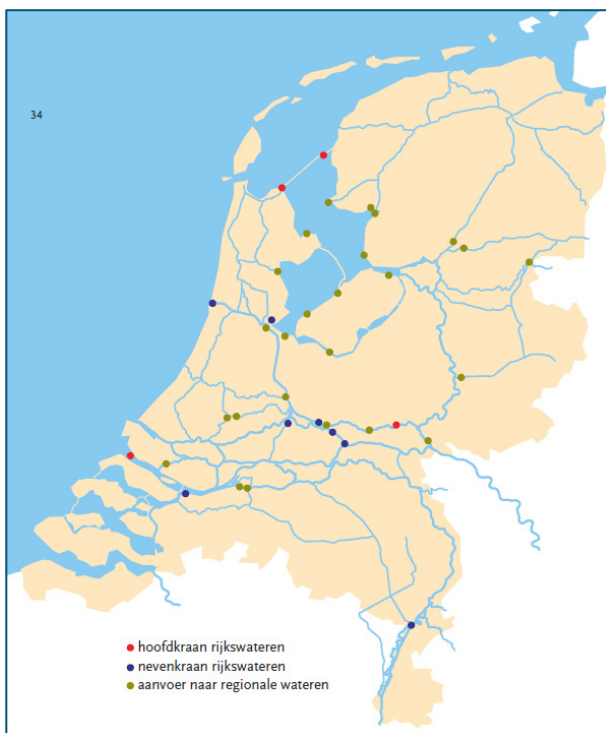 34
hoofdkraan rijkswateren
nevenkraan rijkswateren
aanvoer naar regionale wateren